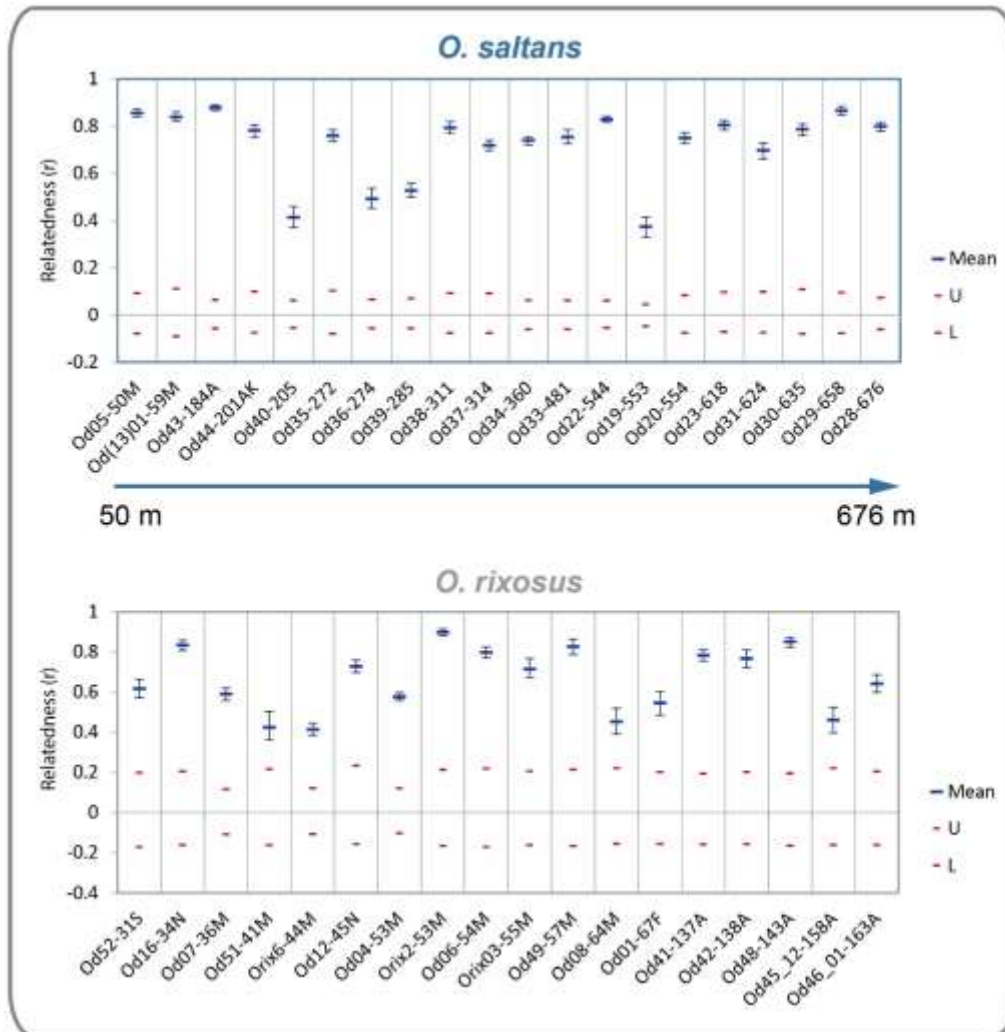 O. saltans
1
0.8
0.6
0.4
0.2
0
-0.2
Relatedness (r)
Mean
U
L
Od05-50M
Od(13)01-59M
Od43-184A
Od44-201AK
Od40-205
Od35-272
Od36-274
Od39-285
Od38-311
Od37-314
Od34-360
Od33-481
Od22-544
Od19-553
Od20-554
Od23-618
Od31-624
Od30-635
Od29-658
Od28-676
50 m 676 m
O. rixosus
1
0.8
0.6
0.4
0.2
0
-0.2
-0.4
Relatedness (r)
Mean
U
L
Od52-31S
Od16-34N
Od07-36M
Od51-41M
Orix6-44M
Od12-45N
Od04-53M
Orix2-53M
Od06-54M
Orix03-55M
Od49-57M
Od08-64M
Od01-67F
Od41-137A
Od42-138A
Od48-143A
Od45_12-158A
Od46_01-163A